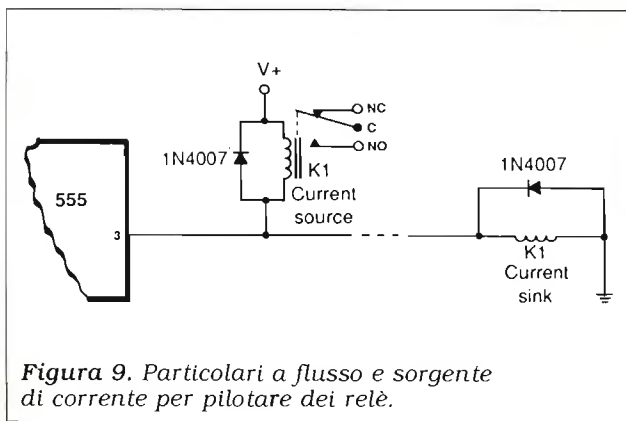 V+
NC
C
NO
1N4007
K1
Current
source
555
3
1N4007
K1
Current
sink
Figura 9. Particolari a flusso e sorgente
di corrente per pilotare dei relè.